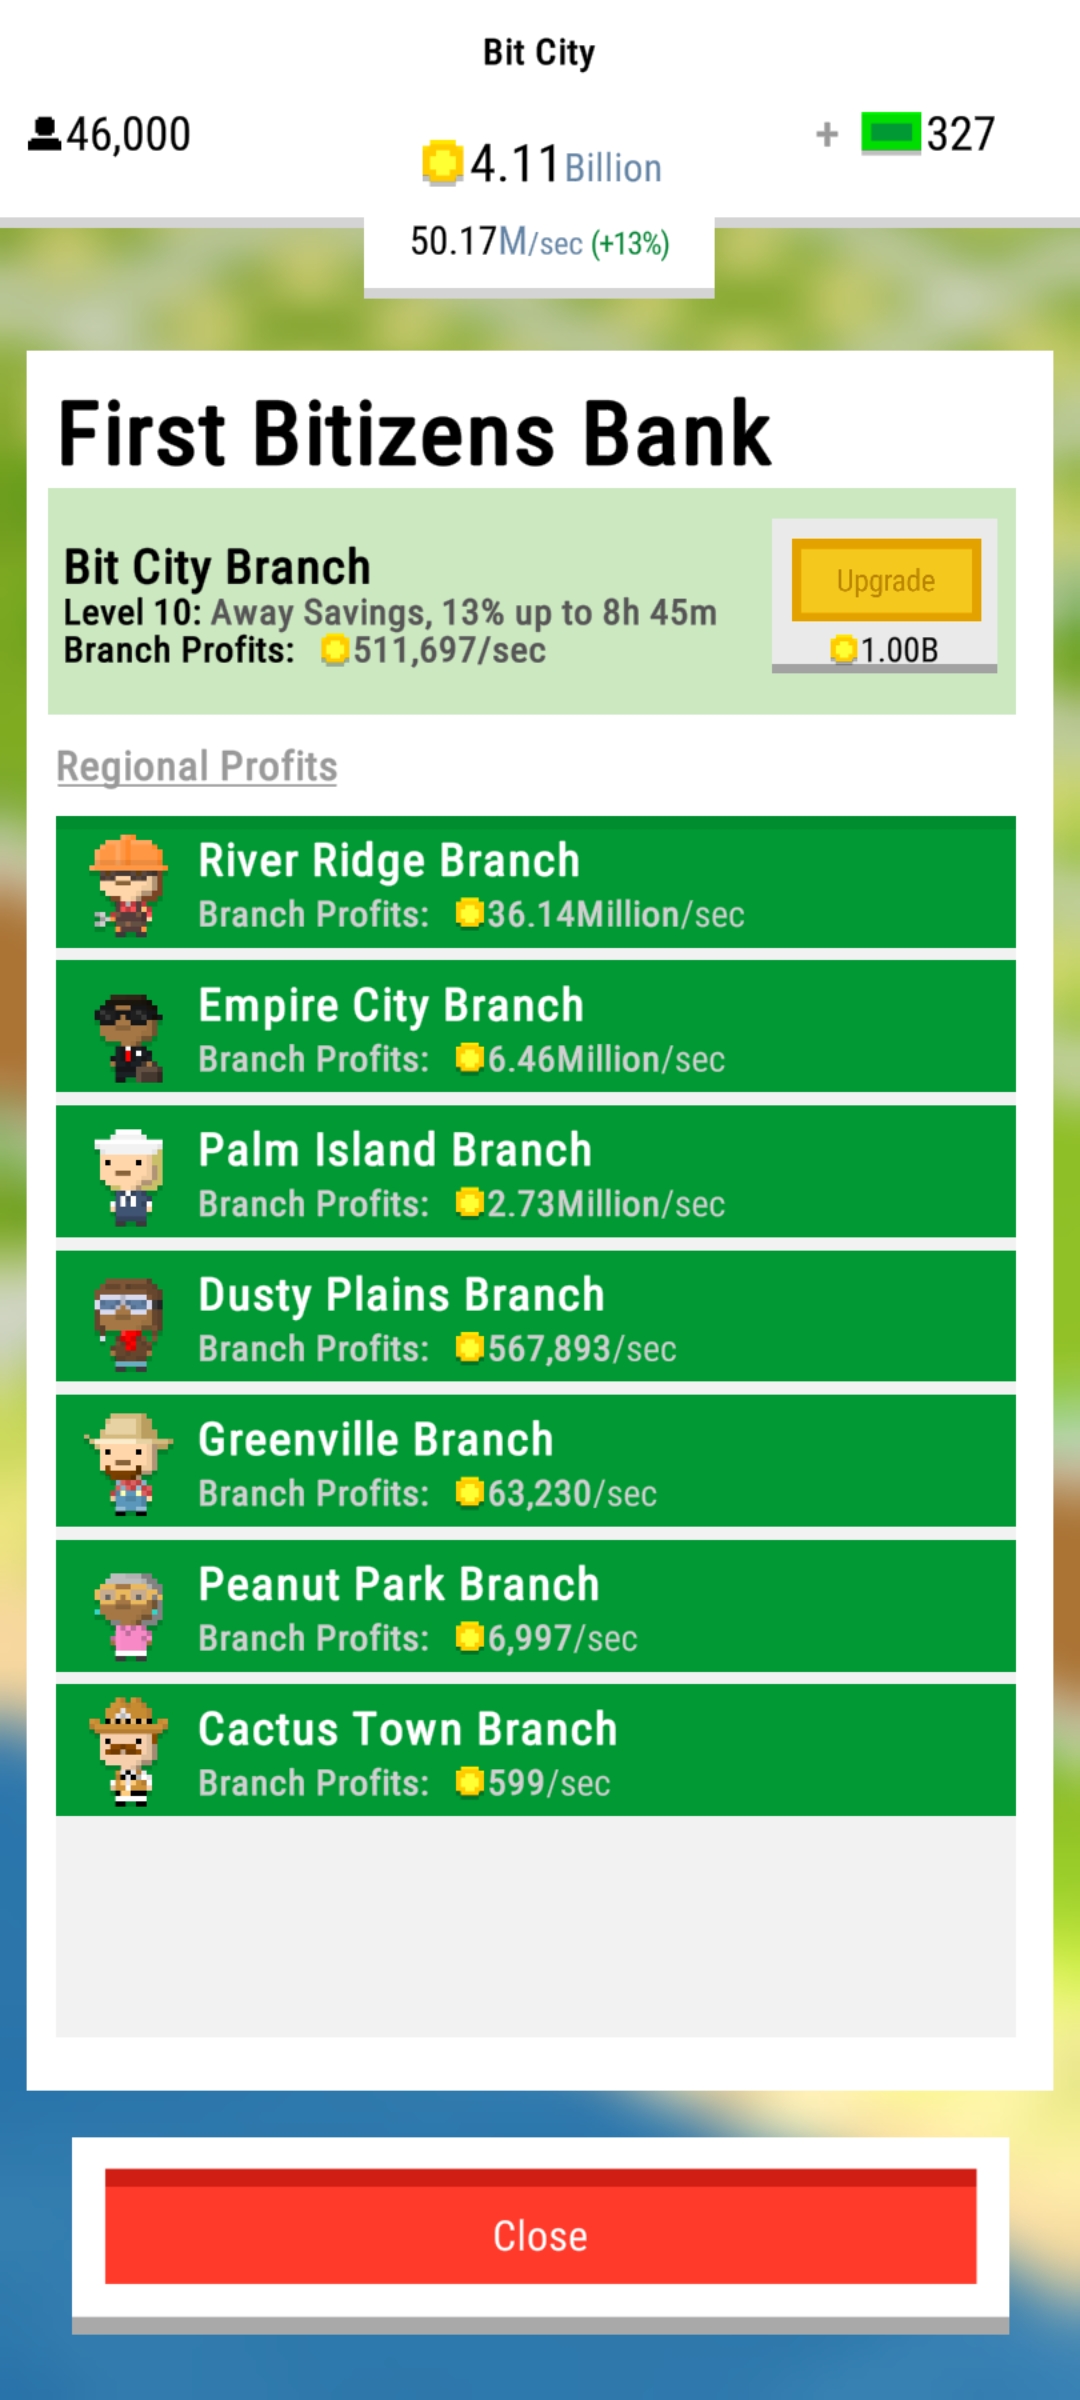 Bit City
46,000
4.11Billion
+ 327
50.17M/sec (+13%)
First Bitizens Bank
Bit City Branch
Level 10: Away Savings, 13% up to 8h 45m
Branch Profits: 511,697/sec
Upgrade
1.00B
Regional Profits
River Ridge Branch
Branch Profits: 36.14Million/sec
Empire City Branch
Branch Profits: 6.46Million/sec
Palm Island Branch
Branch Profits: 2.73Million/sec
Dusty Plains Branch
Branch Profits: 567,893/sec
Greenville Branch
Branch Profits: 63,230/sec
Peanut Park Branch
Branch Profits: 6,997/sec
Cactus Town Branch
Branch Profits: 599/sec
Close